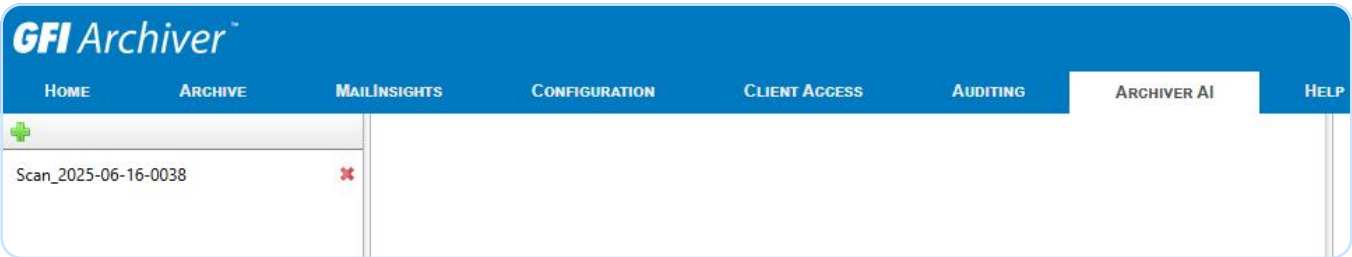 GFI Archiver™
HOME ARCHIVE MAILINSIGHTS CONFIGURATION CLIENT ACCESS AUDITING ARCHIVER AI HELP
Scan_2025-06-16-0038